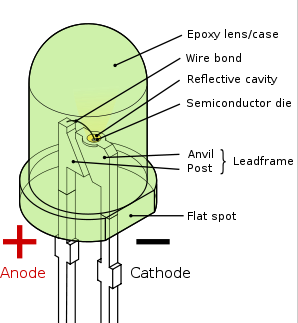 Epoxy lens/case
Wire bond
Reflective cavity
Semiconductor die
Anvil
Post
Leadframe
Flat spot
Anode
Cathode